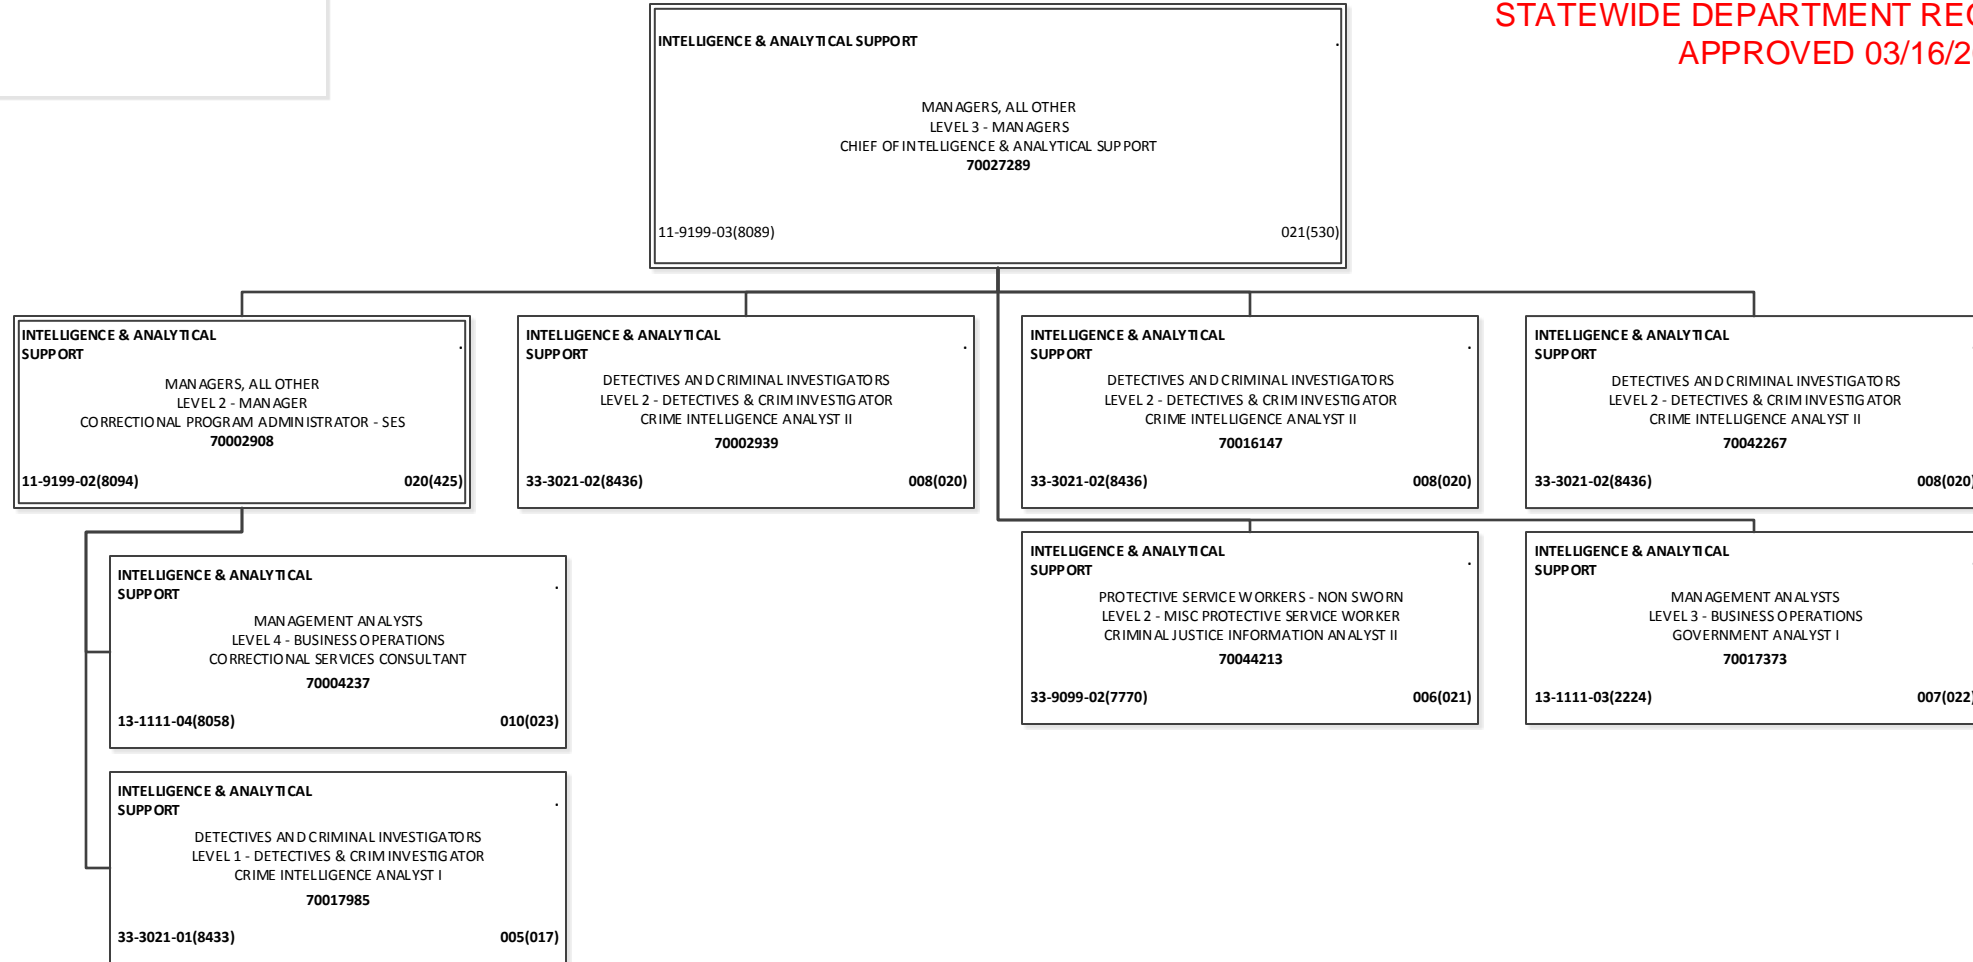 STATEWIDE DEPARTMENT
APPROVED 03/16/
INTELLIGENCE & ANALYTICAL SUPPORT .
MANAGERS, ALL OTHER
LEVEL 3 - MANAGERS
CHIEF OF INTELLIGENCE & ANALYTICAL SUPPORT
70027289
11-9199-03(8089) 021(530)
INTELLIGENCE & ANALYTICAL
SUPPORT .
MANAGERS, ALL OTHER
LEVEL 2 - MANAGER
CORRECTIONAL PROGRAM ADMINISTRATOR - SES
70002908
11-9199-02(8094) 020(425)
INTELLIGENCE & ANALYTICAL
SUPPORT .
DETECTIVES AND CRIMINAL INVESTIGATORS
LEVEL 2 - DETECTIVES & CRIM INVESTIGATOR
CRIME INTELLIGENCE ANALYST II
70002939
33-3021-02(8436) 008(020)
INTELLIGENCE & ANALYTICAL
SUPPORT .
DETECTIVES AND CRIMINAL INVESTIGATORS
LEVEL 2 - DETECTIVES & CRIM INVESTIGATOR
CRIME INTELLIGENCE ANALYST II
70016147
33-3021-02(8436) 008(020)
INTELLIGENCE & ANALYTICAL
SUPPORT
DETECTIVES AND CRIMINAL INVESTIGATORS
LEVEL 2 - DETECTIVES & CRIM INVESTIGATOR
CRIME INTELLIGENCE ANALYST II
70042267
33-3021-02(8436) 008(020)
INTELLIGENCE & ANALYTICAL
SUPPORT .
MANAGEMENT ANALYSTS
LEVEL 4 - BUSINESS OPERATIONS
CORRECTIONAL SERVICES CONSULTANT
70004237
13-1111-04(8058) 010(023)
INTELLIGENCE & ANALYTICAL
SUPPORT .
PROTECTIVE SERVICE WORKERS - NON SWORN
LEVEL 2 - MISC PROTECTIVE SERVICE WORKER
CRIMINAL JUSTICE INFORMATION ANALYST II
70044213
33-9099-02(7770) 006(021)
INTELLIGENCE & ANALYTICAL
SUPPORT
MANAGEMENT ANALYSTS
LEVEL 3 - BUSINESS OPERATIONS
GOVERNMENT ANALYST I
70017373
13-1111-03(2224) 007(022)
INTELLIGENCE & ANALYTICAL
SUPPORT .
DETECTIVES AND CRIMINAL INVESTIGATORS
LEVEL 1 - DETECTIVES & CRIM INVESTIGATOR
CRIME INTELLIGENCE ANALYST I
70017985
33-3021-01(8433) 005(017)